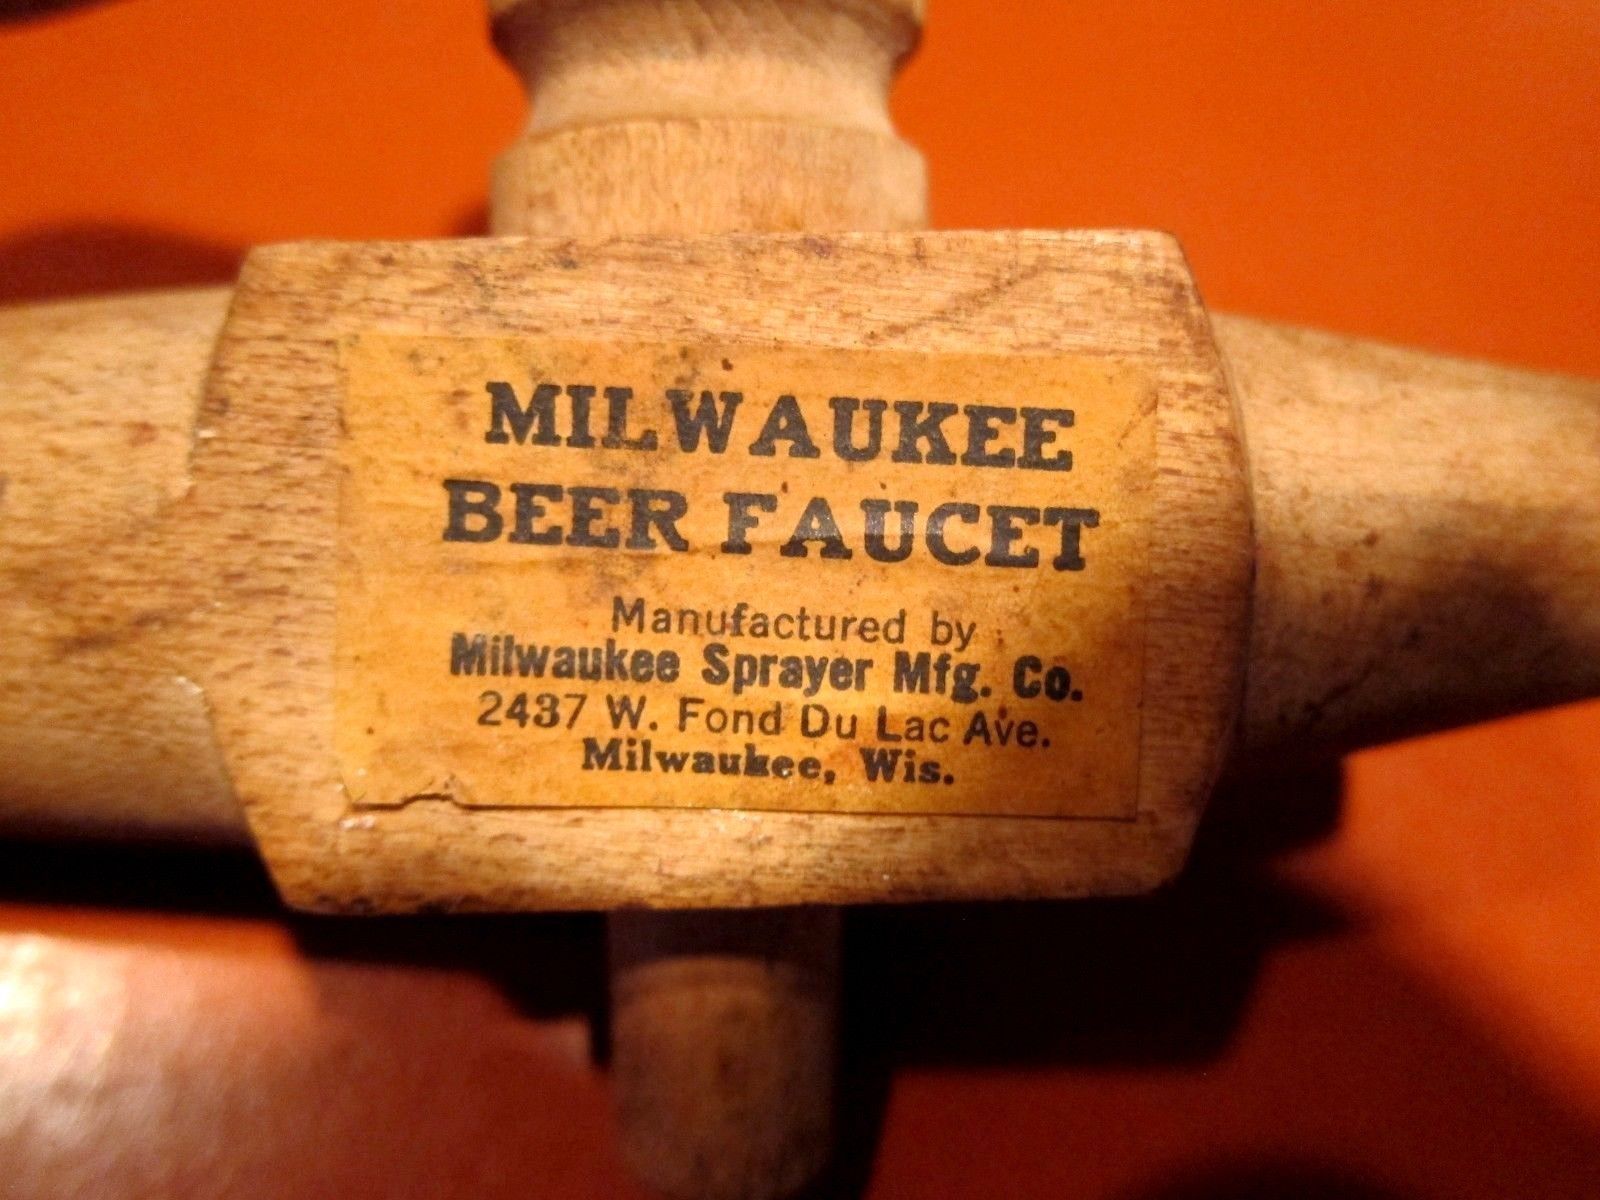 MILWAUKEE
BEER FAUCET
Manufactured by
Milwaukee Sprayer Mfg. Co.
2437 W. Fond Du Lac Ave.
Milwaukee, Wis.